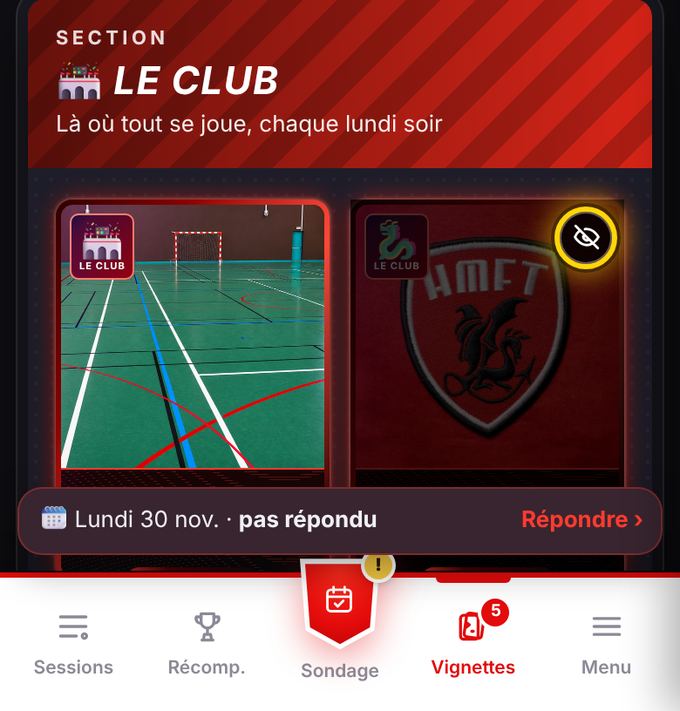 SECTION
LE CLUB
Là où tout se joue, chaque lundi soir
LE CLUB
LE CLUB
HMFT
Lundi 30 nov. · pas répondu
Répondre ›
!
5
Sessions
Récomp.
Sondage
Vignettes
Menu